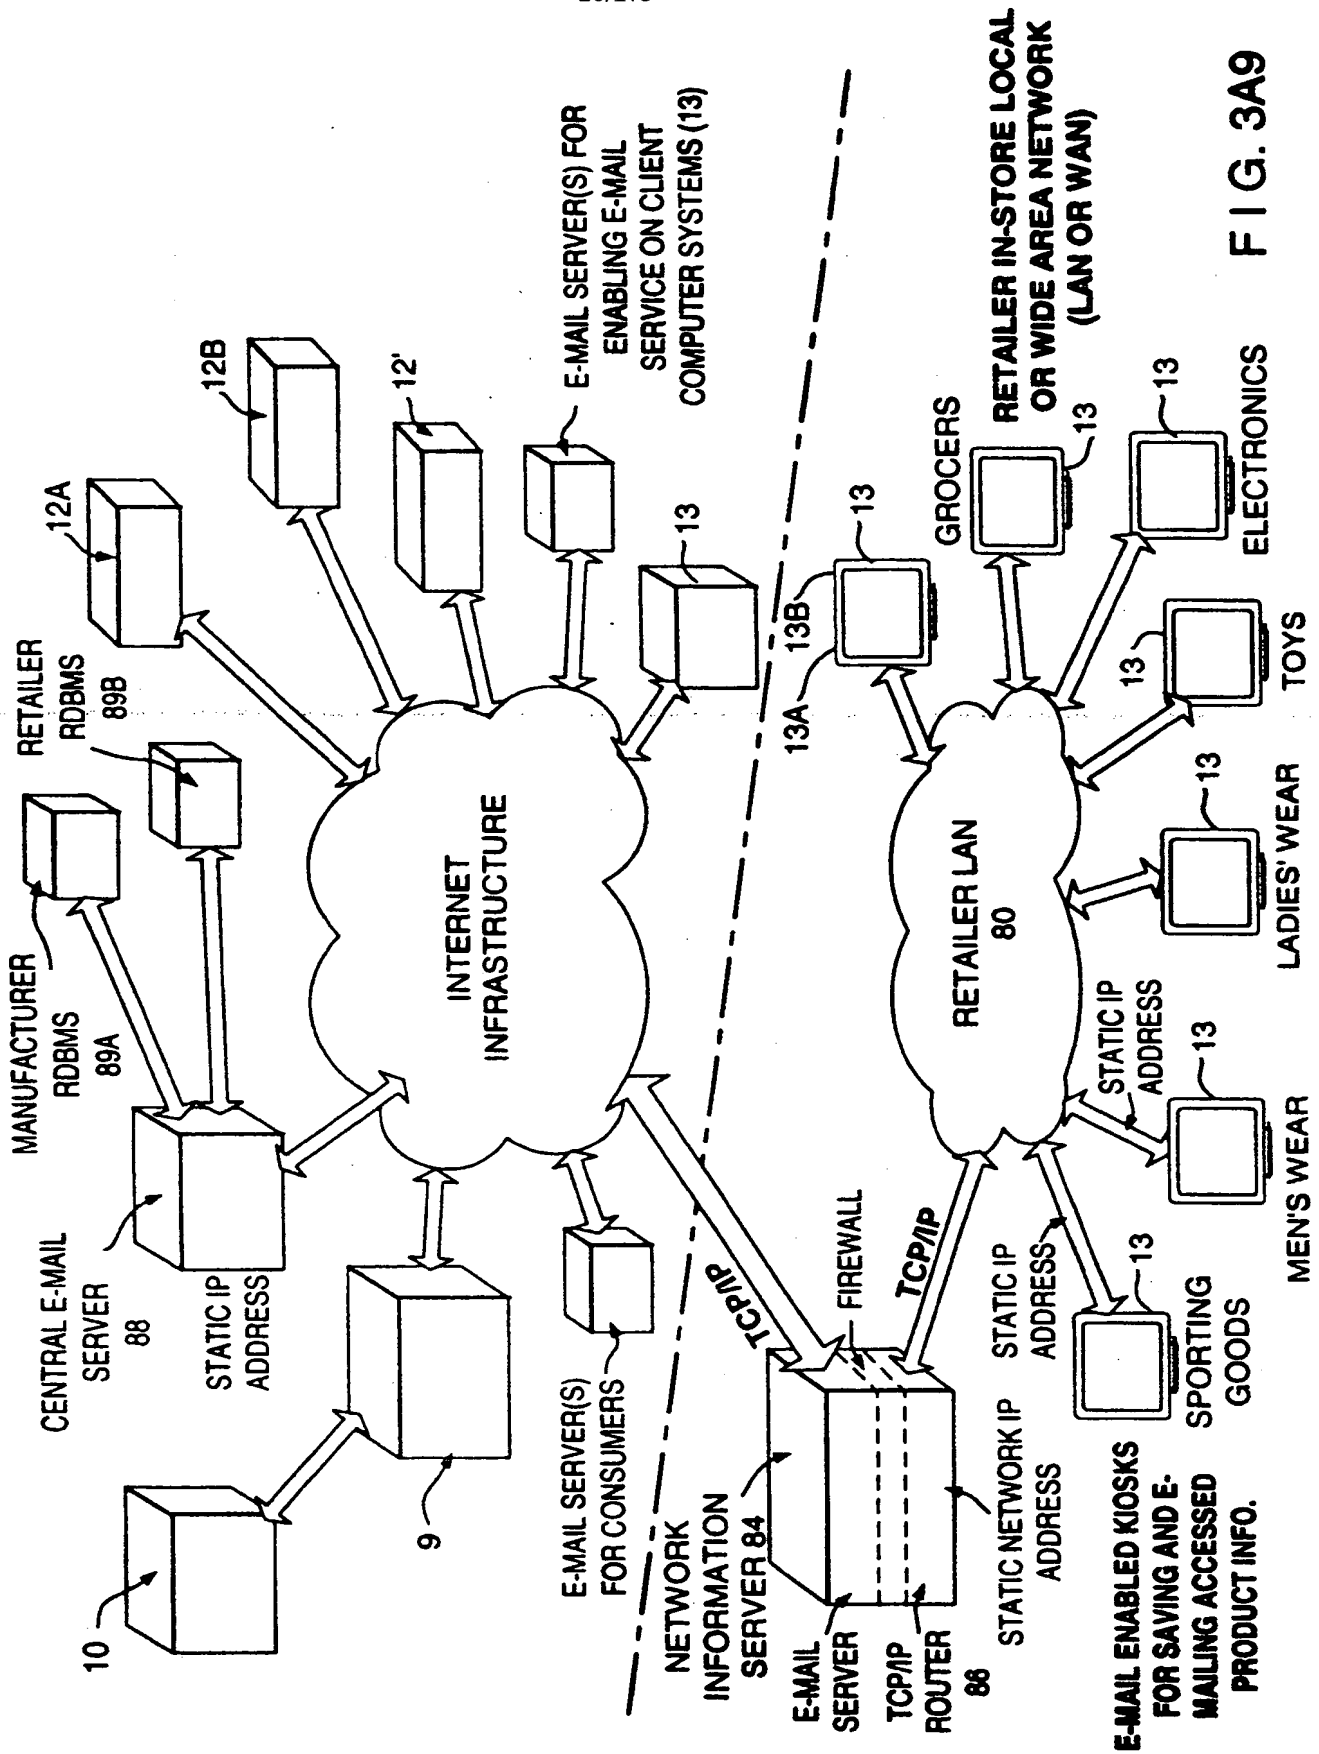 10
9
CENTRAL E-MAIL
SERVER
88
STATIC IP
ADDRESS
MANUFACTURER
RDBMS
89A
RETAILER
RDBMS
89B
12A
12B
12'
E-MAIL SERVER(S) FOR
ENABLING E-MAIL
SERVICE ON CLIENT
COMPUTER SYSTEMS (13)
13
INTERNET
INFRASTRUCTURE
E-MAIL SERVER(S)
FOR CONSUMERS
TCP/IP
NETWORK
INFORMATION
SERVER 84
FIREWALL
E-MAIL
SERVER
TCP/IP
ROUTER
86
STATIC NETWORK IP
ADDRESS
TCP/IP
RETAILER LAN
80
13A
13B
13
GROCERS
13
RETAILER IN-STORE LOCAL
OR WIDE AREA NETWORK
(LAN OR WAN)
13
ELECTRONICS
13
TOYS
13
LADIES' WEAR
STATIC IP
ADDRESS
13
MEN'S WEAR
STATIC IP
ADDRESS
13
SPORTING
GOODS
E-MAIL ENABLED KIOSKS
FOR SAVING AND E-
MAILING ACCESSED
PRODUCT INFO.
FIG. 3A9